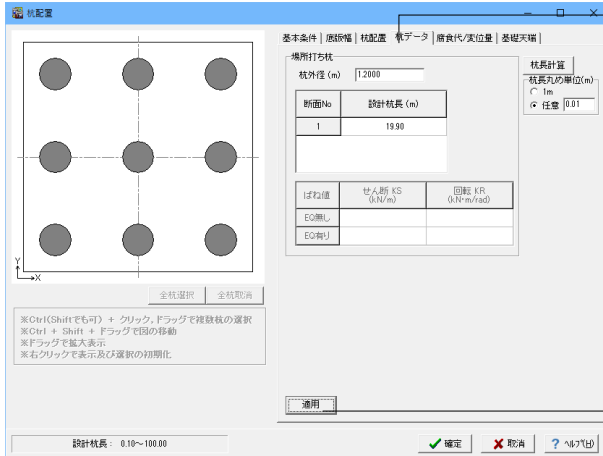 杭配置
基本条件 底版幅 杭配置 杭データ 腐食代/変位量 基礎天端
場所打ち杭
杭外径(m) 1.2000
断面No 設計杭長(m)
1 19.90
ばね値 せん断 KS (kN/m) 回転 KR (kN・m/rad)
EQ無し
EQ有り
杭長計算
杭長丸め単位(m)
1m
任意 0.01
Y
X
全杭選択 全杭取消
※Ctrl(Shiftでも可) + クリック,ドラッグで複数杭の選択
※Ctrl + Shift + ドラッグで図の移動
※ドラッグで拡大表示
※右クリックで表示及び選択の初期化
適用
設計杭長: 0.10～100.00
確定 取消 ? ヘルプ(H)